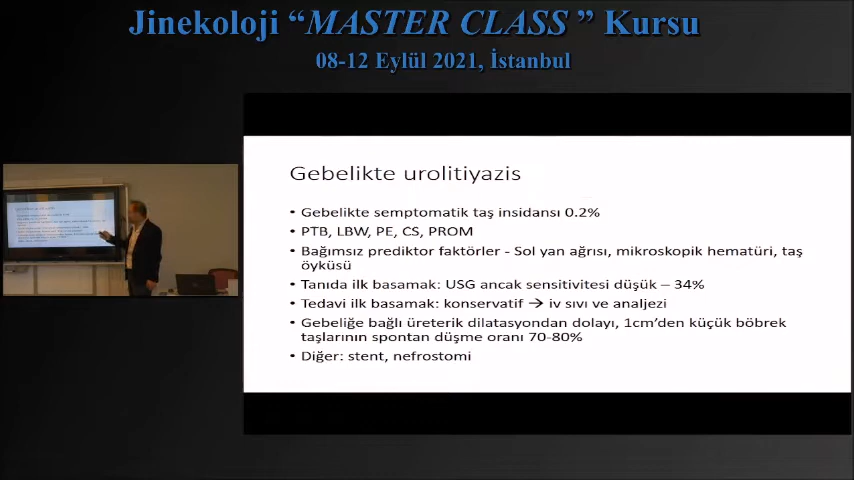 Jinekoloji “MASTER CLASS ” Kursu
08-12 Eylül 2021, İstanbul
Gebelikte urolitiyazis
• Gebelikte semptomatik taş insidansı 0.2%
• PTB, LBW, PE, CS, PROM
• Bağımsız prediktor faktörler - Sol yan ağrısı, mikroskopik hematüri, taş
öyküsü
• Tanıda ilk basamak: USG ancak sensitivitesi düşük – 34%
• Tedavi ilk basamak: konservatif → iv sıvı ve analjezi
• Gebeliğe bağlı üreterik dilatasyondan dolayı, 1cm’den küçük böbrek
taşlarının spontan düşme oranı 70-80%
• Diğer: stent, nefrostomi